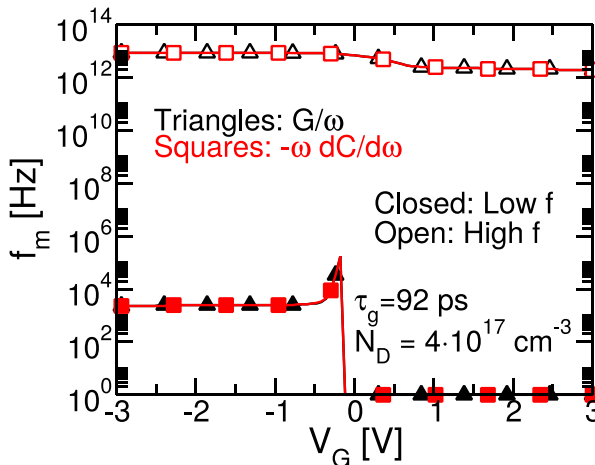 10^14
10^12
10^10
10^8
10^6
10^4
10^2
10^0
f_m [Hz]
Triangles: G/ω
Squares: -ω dC/dω
Closed: Low f
Open: High f
τ_g=92 ps
N_D = 4·10^17 cm^-3
-3 -2 -1 0 1 2 3
V_G [V]